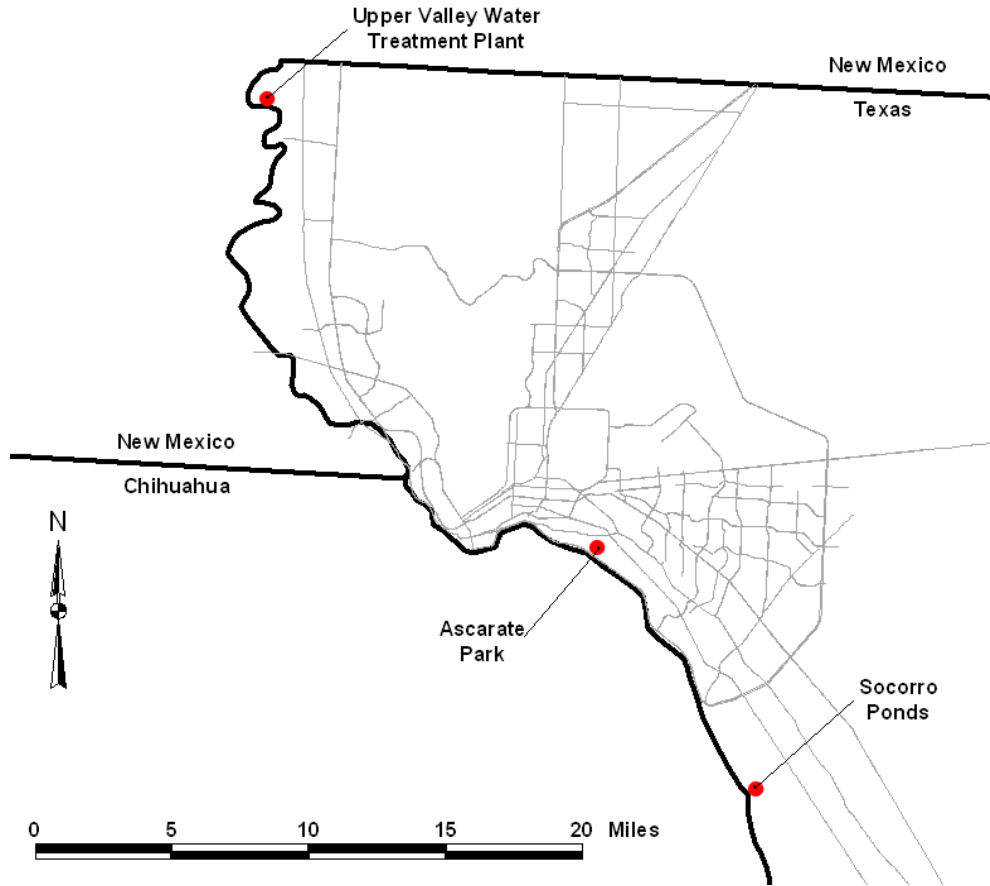 Upper Valley Water
Treatment Plant
New Mexico
Texas
New Mexico
Chihuahua
N
Ascarate
Park
Socorro
Ponds
0 5 10 15 20 Miles